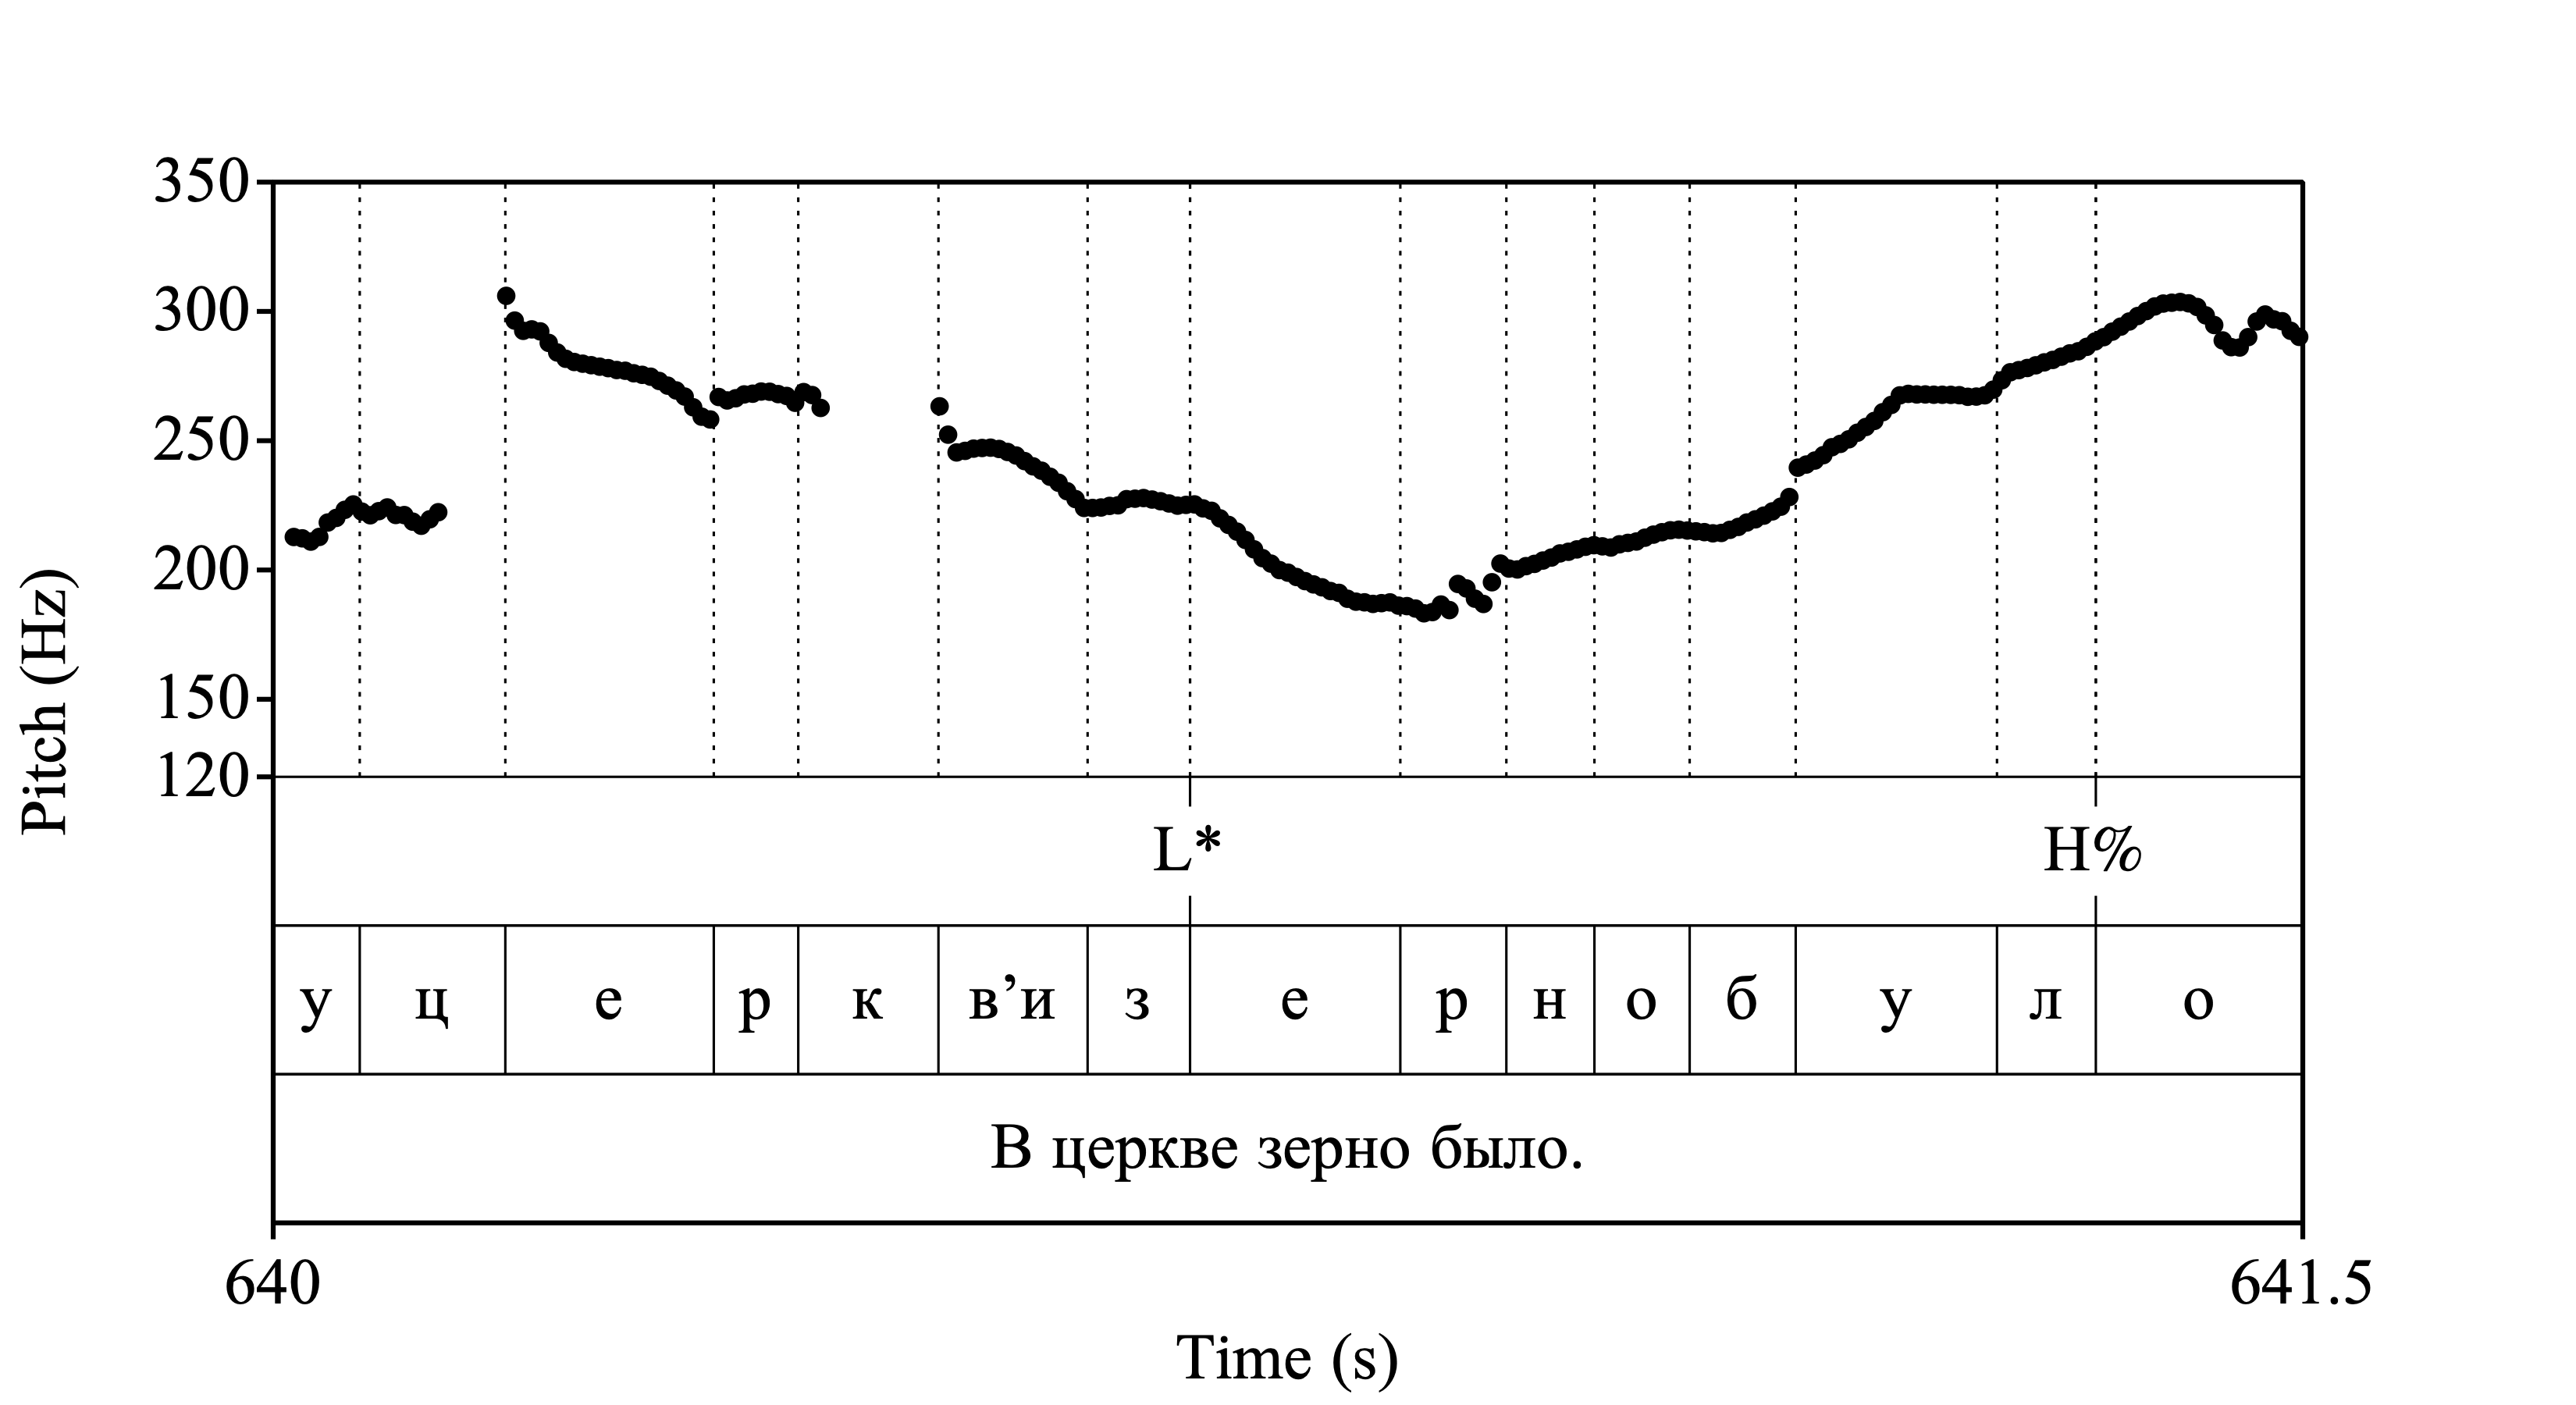 350
300
250
200
150
120
Pitch (Hz)
L* H%
у ц е р к в’и з е р н о б у л о
В церкве зерно было.
640 641.5
Time (s)